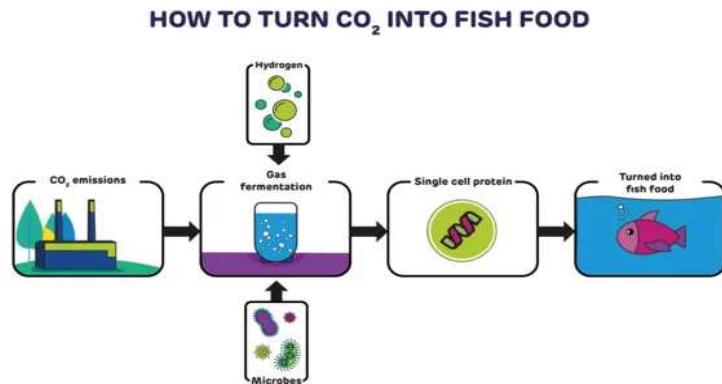 HOW TO TURN CO₂ INTO FISH FOOD
Hydrogen
CO₂ emissions
Gas
fermentation
Single cell protein
Turned into
fish food
Microbes